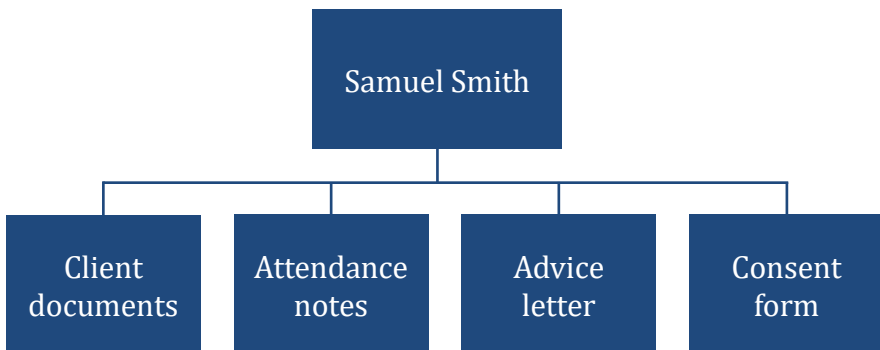 Samuel Smith
Client
documents
Attendance
notes
Advice
letter
Consent
form